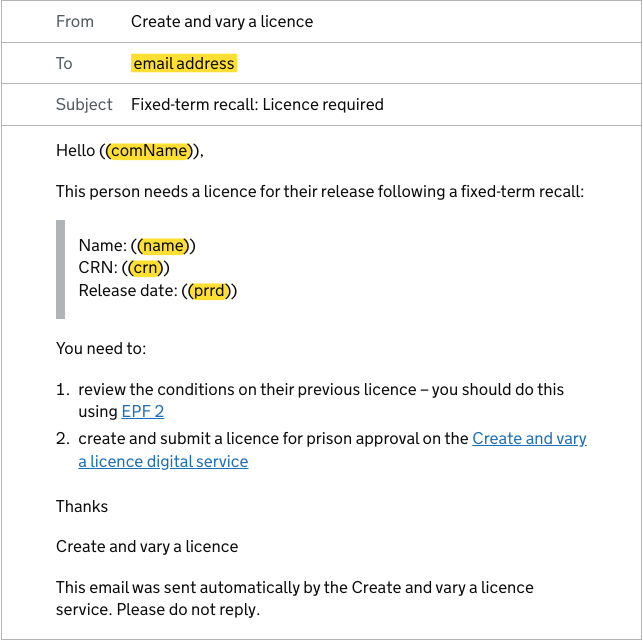 From Create and vary a licence
To email address
Subject Fixed-term recall: Licence required
Hello ((comName)),
This person needs a licence for their release following a fixed-term recall:
Name: ((name))
CRN: ((crn))
Release date: ((prrd))
You need to:
1. review the conditions on their previous licence – you should do this
using EPF 2
2. create and submit a licence for prison approval on the Create and vary
a licence digital service
Thanks
Create and vary a licence
This email was sent automatically by the Create and vary a licence
service. Please do not reply.